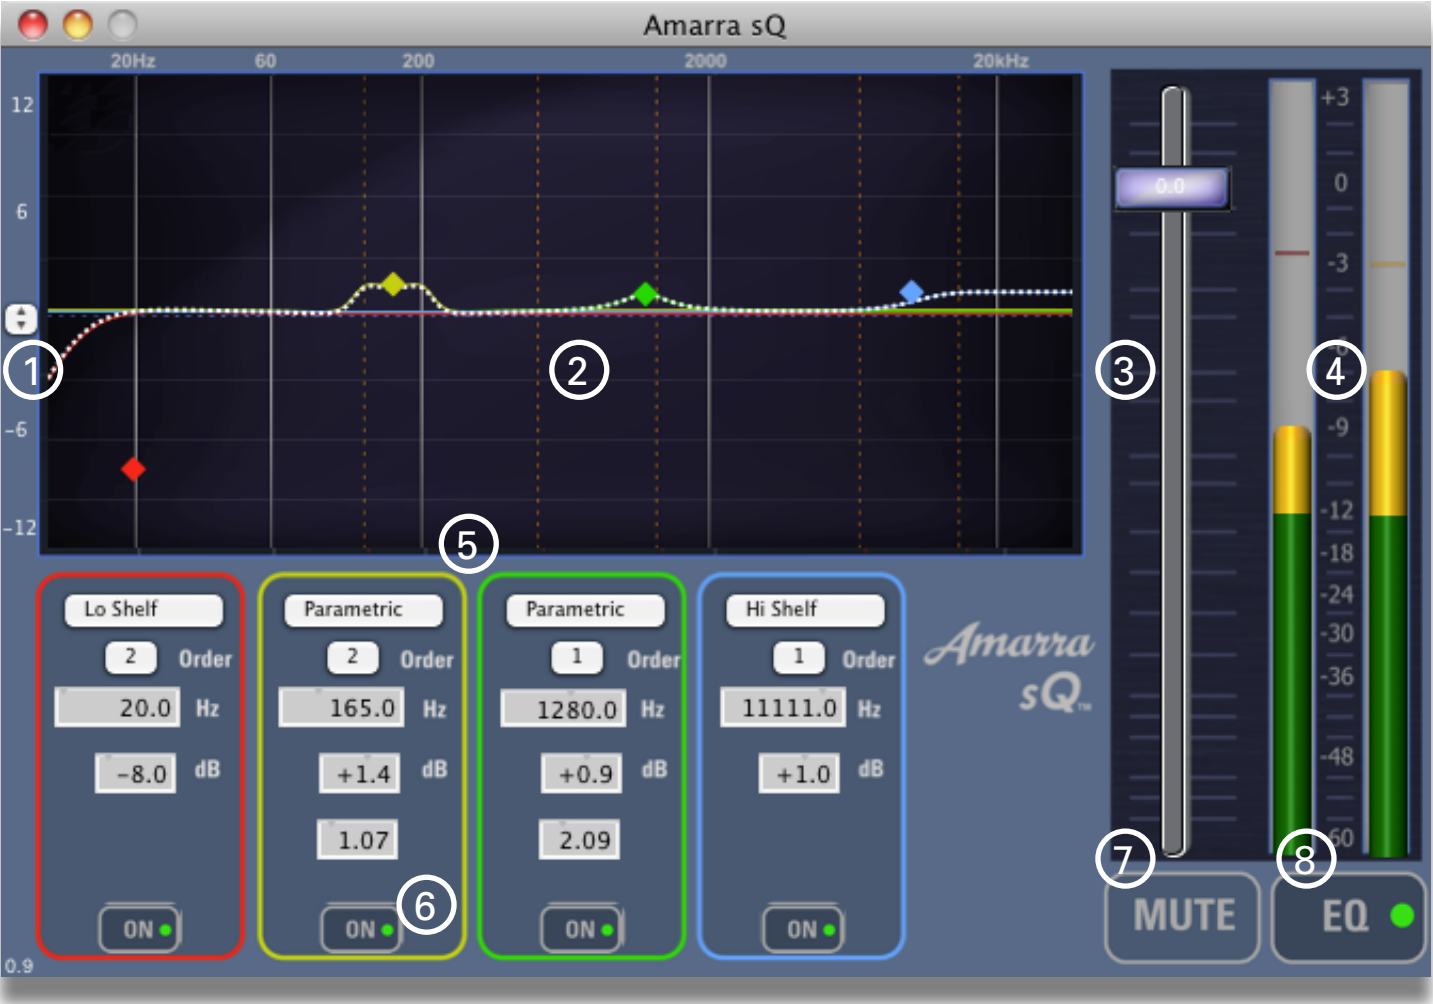 Amarra sQ
20Hz 60 200 2000 20kHz
12
6
-6
-12
1
2
3
4
5
6
7
8
0.0
+3
0
-3
-6
-9
-12
-18
-24
-30
-36
-48
60
Lo Shelf
2 Order
20.0 Hz
-8.0 dB
ON
Parametric
2 Order
165.0 Hz
+1.4 dB
1.07
ON
Parametric
1 Order
1280.0 Hz
+0.9 dB
2.09
ON
Hi Shelf
1 Order
11111.0 Hz
+1.0 dB
ON
Amarra
sQ™
MUTE
EQ
0.9